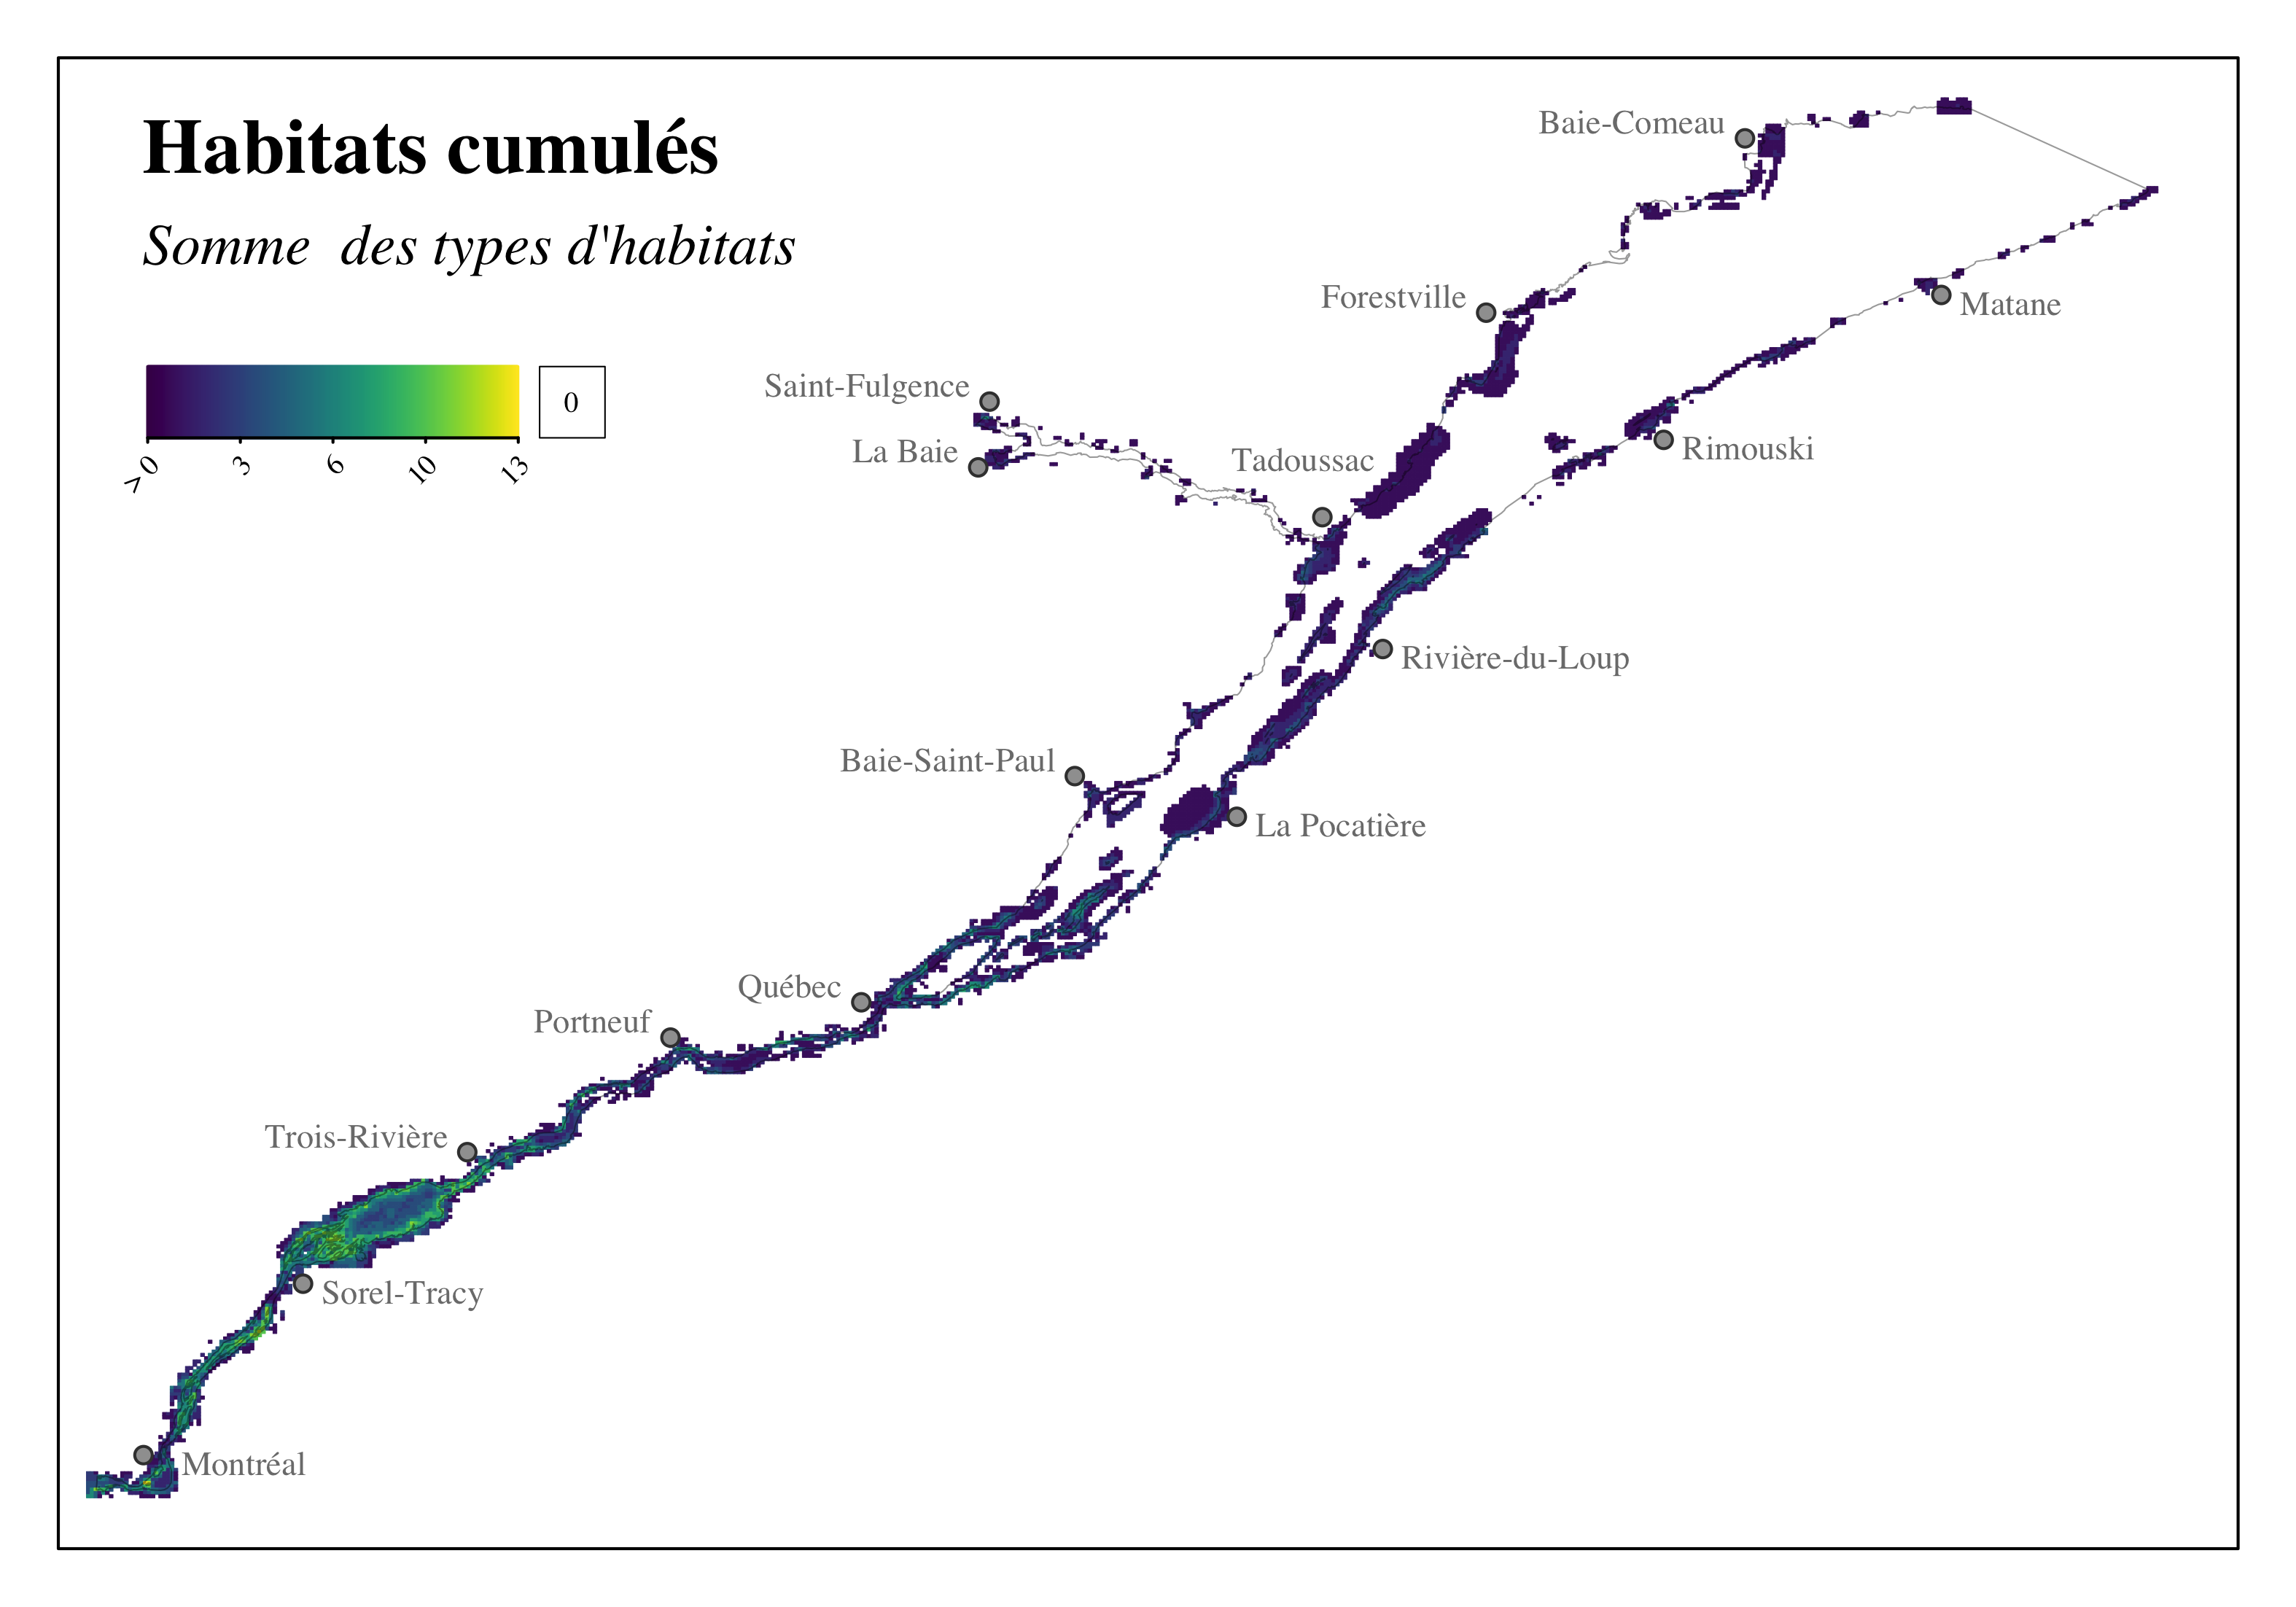 Habitats cumulés
Somme  des types d'habitats
> 0 3 6 10 13
0
Baie-Comeau
Forestville
Matane
Saint-Fulgence
La Baie
Tadoussac
Rimouski
Rivière-du-Loup
Baie-Saint-Paul
La Pocatière
Québec
Portneuf
Trois-Rivière
Sorel-Tracy
Montréal